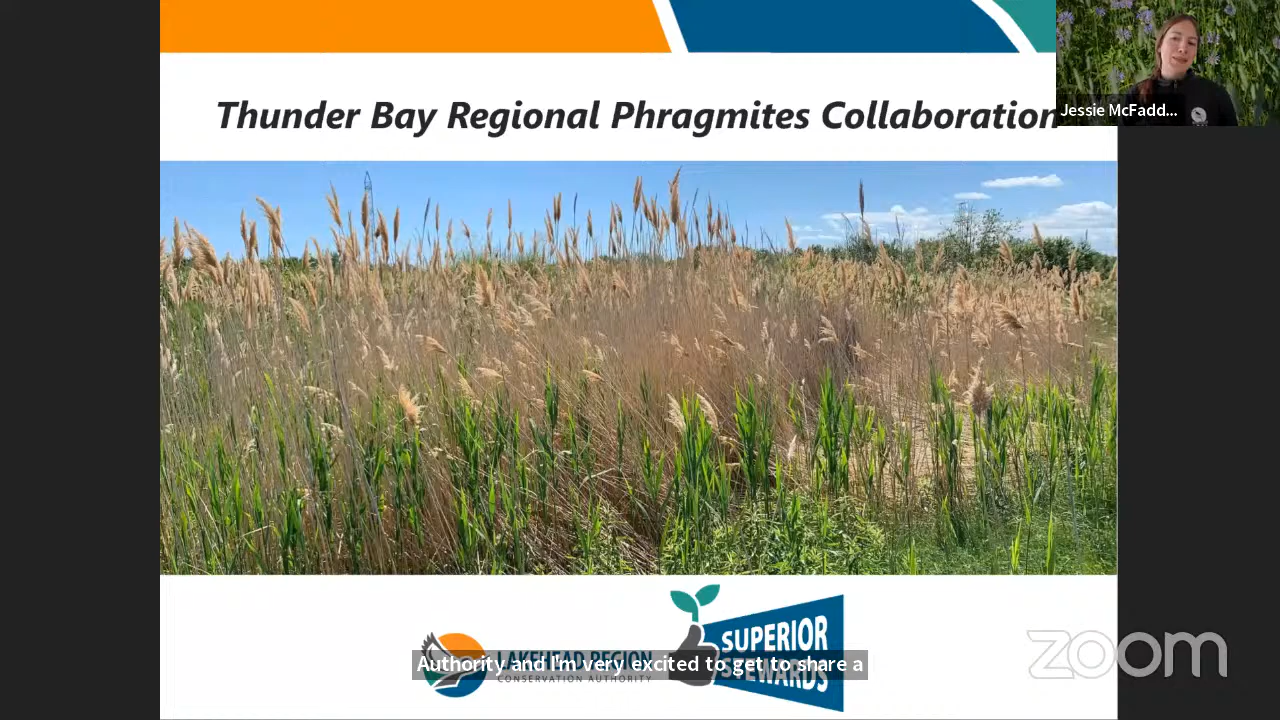 Thunder Bay Regional Phragmites Collaboration
Jessie McFadd...
LAKEHEAD REGION
CONSERVATION AUTHORITY
SUPERIOR
STEWARDS
Authority and I'm very excited to get to share a
zoom